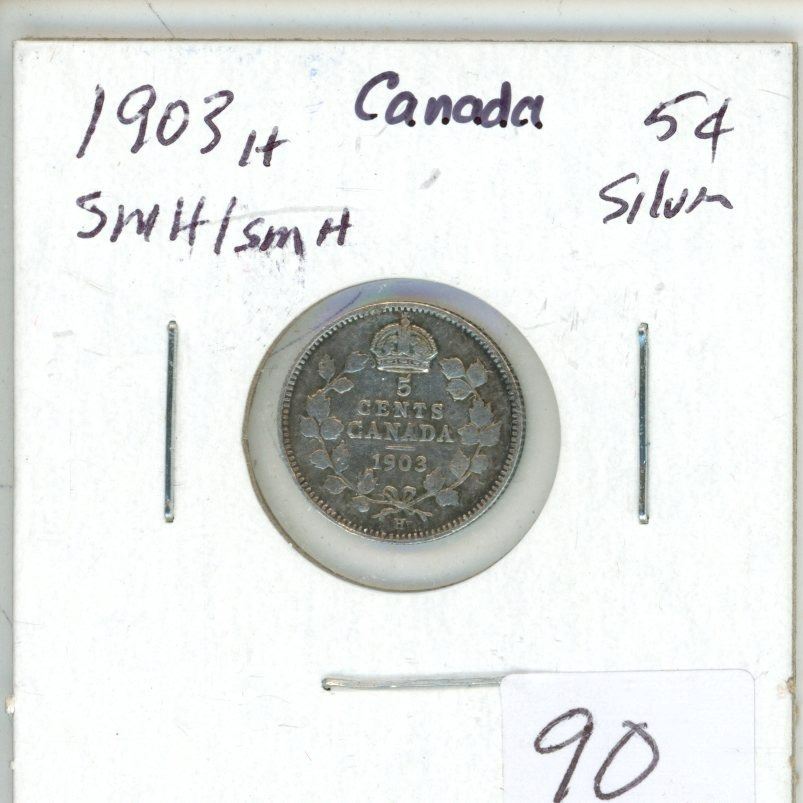 1903 H Canada 5¢
sm H/sm H Silver
5
CENTS
CANADA
1903
H
90